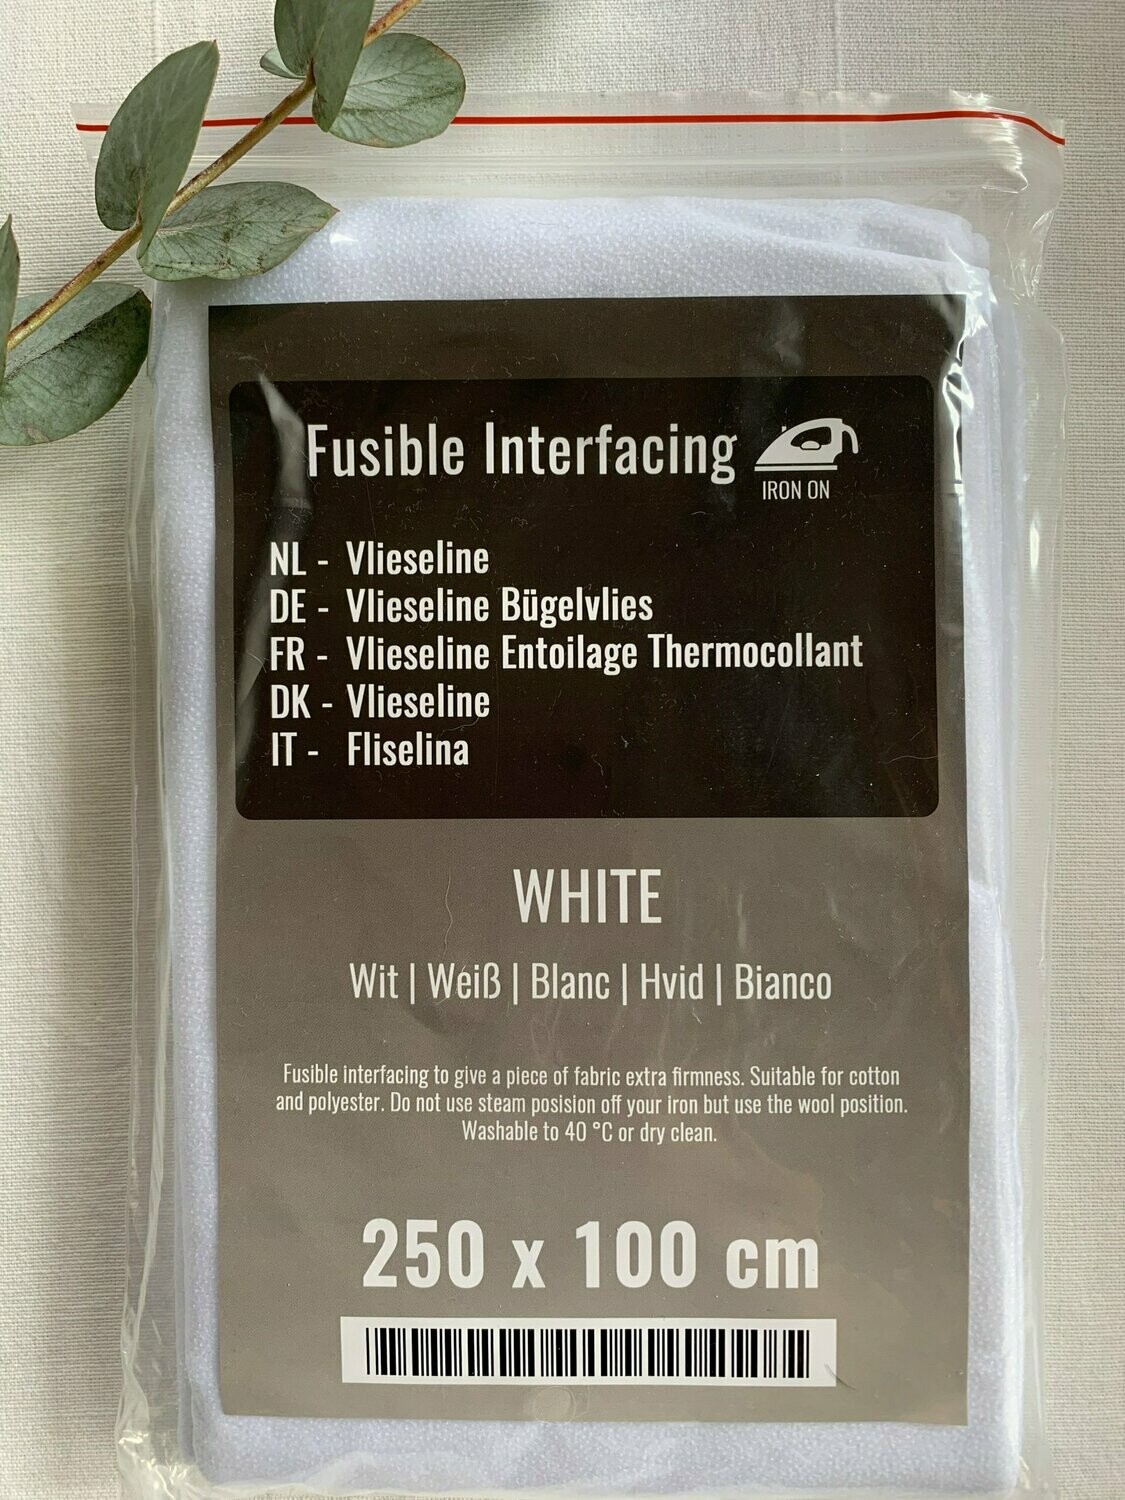 Fusible Interfacing
IRON ON
NL - Vlieseline
DE - Vlieseline Bügelvlies
FR - Vlieseline Entoilage Thermocollant
DK - Vlieseline
IT - Fliselina
WHITE
Wit | Weiß | Blanc | Hvid | Bianco
Fusible interfacing to give a piece of fabric extra firmness. Suitable for cotton
and polyester. Do not use steam posision off your iron but use the wool position.
Washable to 40 °C or dry clean.
250 x 100 cm